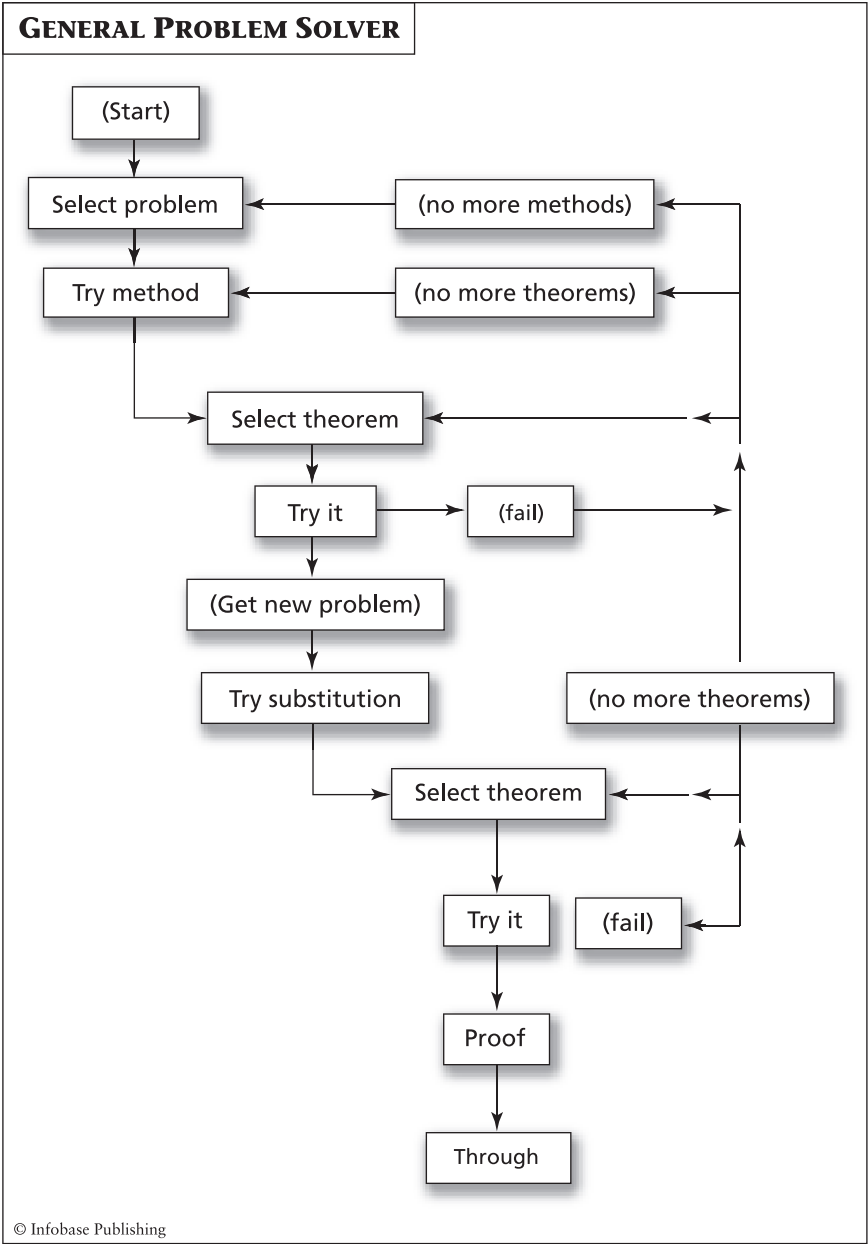 GENERAL PROBLEM SOLVER
(Start)
Select problem
(no more methods)
Try method
(no more theorems)
Select theorem
Try it
(fail)
(Get new problem)
Try substitution
(no more theorems)
Select theorem
Try it
(fail)
Proof
Through
© Infobase Publishing